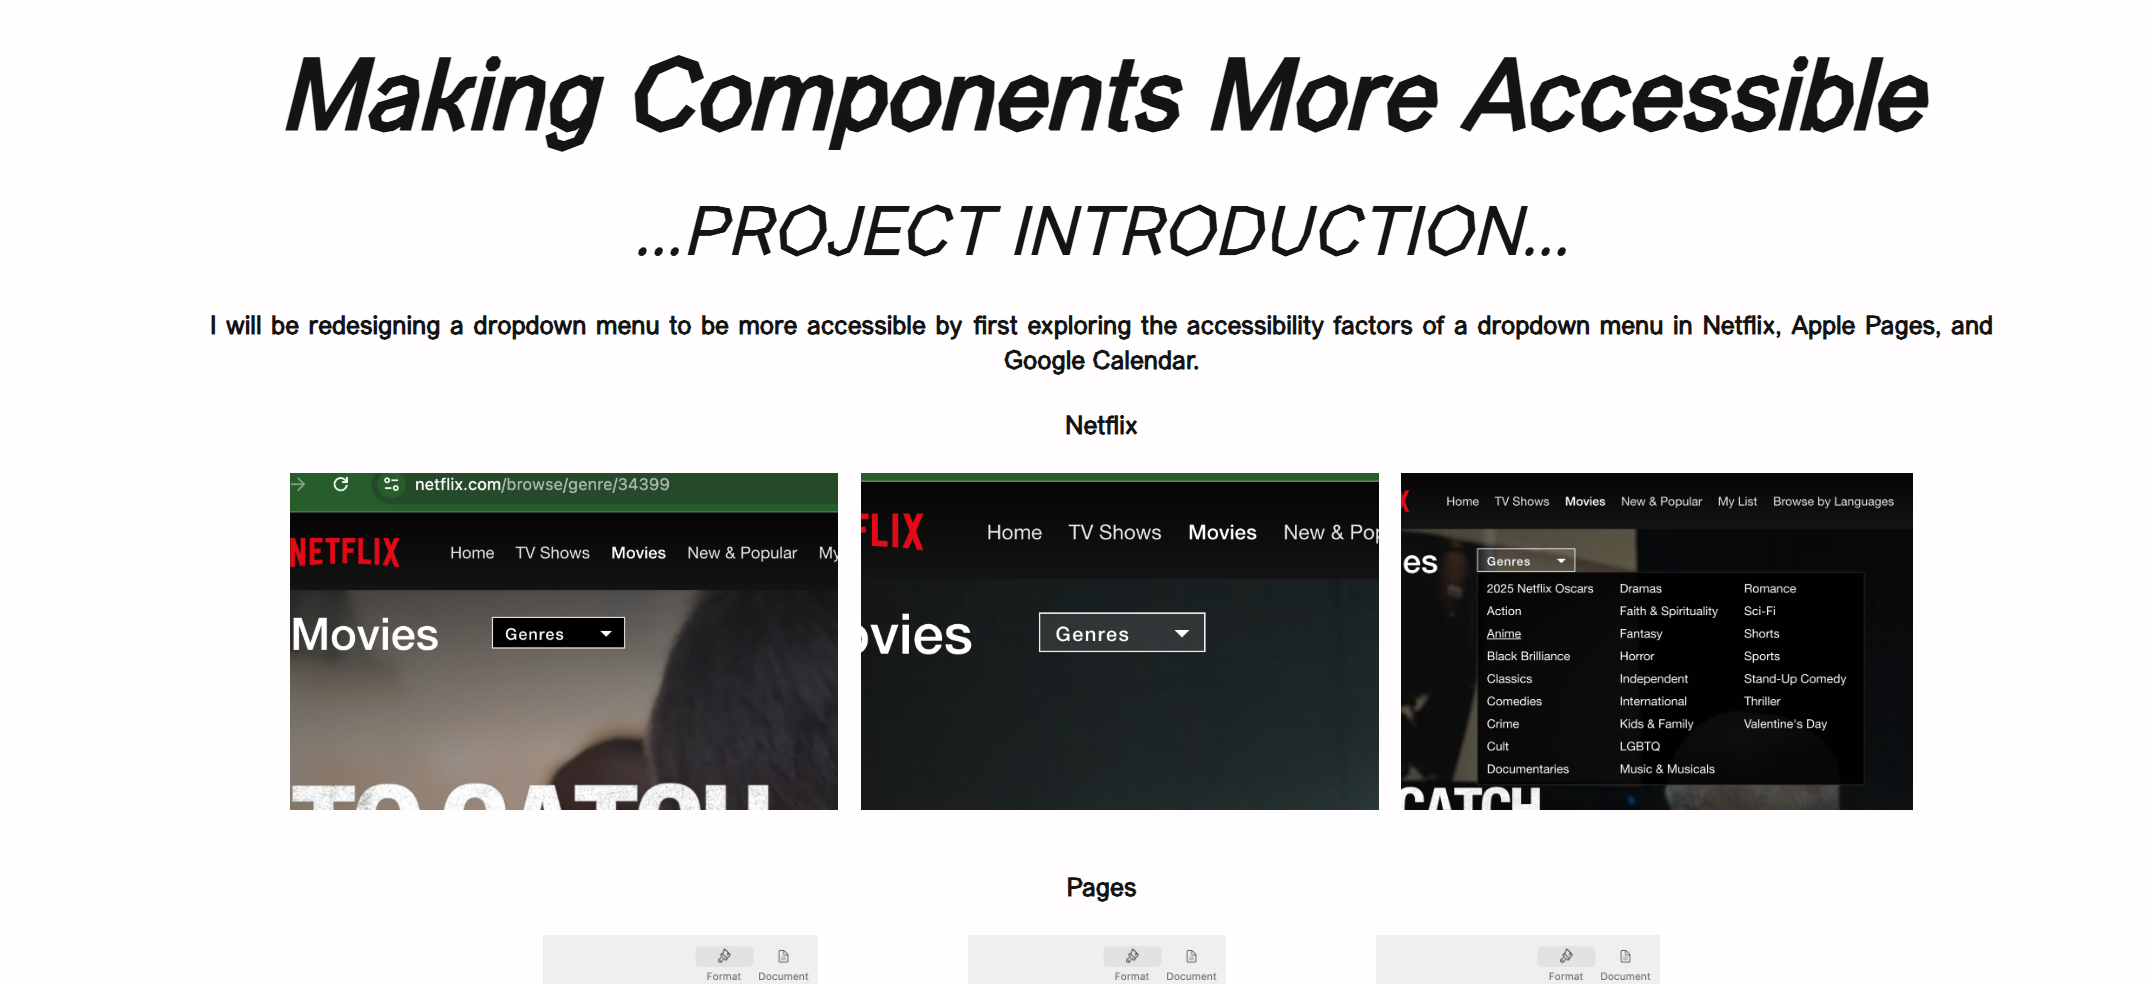 Making Components More Accessible
...PROJECT INTRODUCTION...
I will be redesigning a dropdown menu to be more accessible by first exploring the accessibility factors of a dropdown menu in Netflix, Apple Pages, and
Google Calendar.
Netflix
netflix.com/browse/genre/34399
NETFLIX Home TV Shows Movies New & Popular My
Movies Genres
TO CATCH
FLIX Home TV Shows Movies New & Pop
ovies Genres
X Home TV Shows Movies New & Popular My List Browse by Languages
es Genres
2025 Netflix Oscars Dramas Romance
Action Faith & Spirituality Sci-Fi
Anime Fantasy Shorts
Black Brilliance Horror Sports
Classics Independent Stand-Up Comedy
Comedies International Thriller
Crime Kids & Family Valentine's Day
Cult LGBTQ
Documentaries Music & Musicals
CATCH
Pages
Format Document
Format Document
Format Document